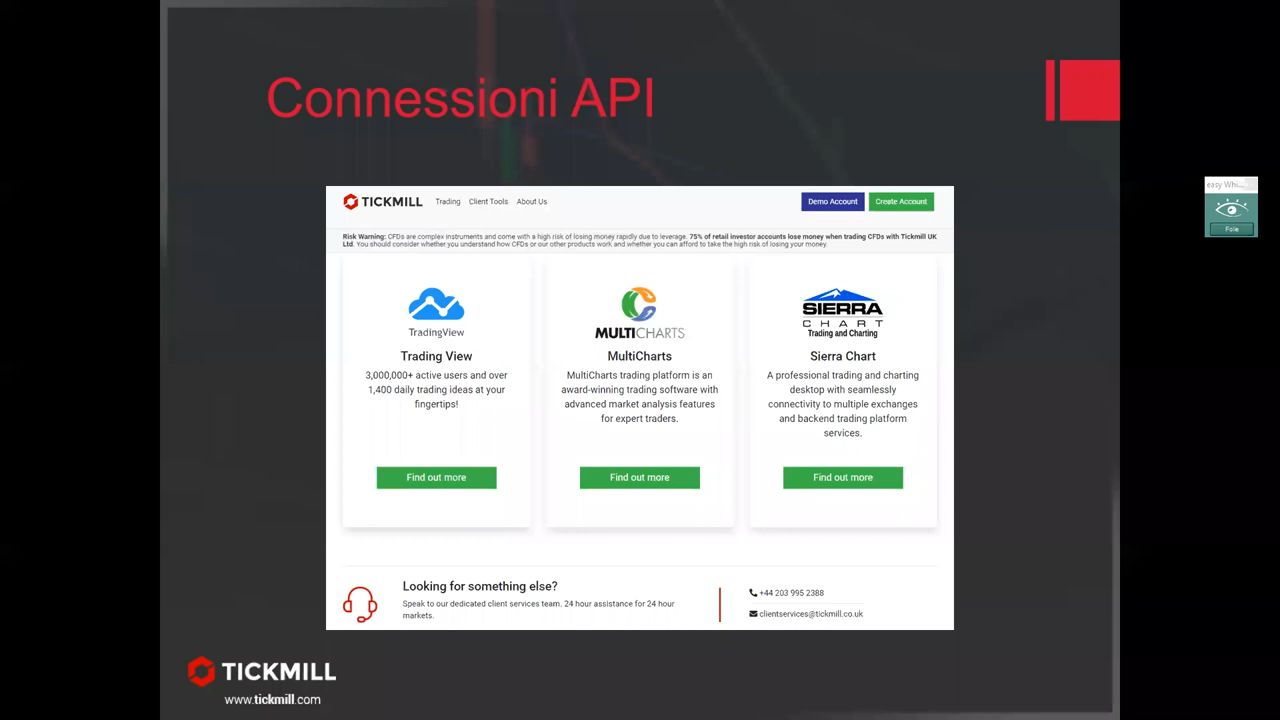 Connessioni API
TICKMILL Trading Client Tools About Us Demo Account Create Account
Risk Warning: CFDs are complex instruments and come with a high risk of losing money rapidly due to leverage. 75% of retail investor accounts lose money when trading CFDs with Tickmill UK
Ltd. You should consider whether you understand how CFDs or our other products work and whether you can afford to take the high risk of losing your money.
TradingView
Trading View
3,000,000+ active users and over
1,400 daily trading ideas at your
fingertips!
Find out more
MULTICHARTS
MultiCharts
MultiCharts trading platform is an
award-winning trading software with
advanced market analysis features
for expert traders.
Find out more
SIERRA
CHART
Trading and Charting
Sierra Chart
A professional trading and charting
desktop with seamlessly
connectivity to multiple exchanges
and backend trading platform
services.
Find out more
Looking for something else?
Speak to our dedicated client services team. 24 hour assistance for 24 hour
markets.
+44 203 995 2388
clientservices@tickmill.co.uk
TICKMILL
www.tickmill.com
easy Whi...
Folie